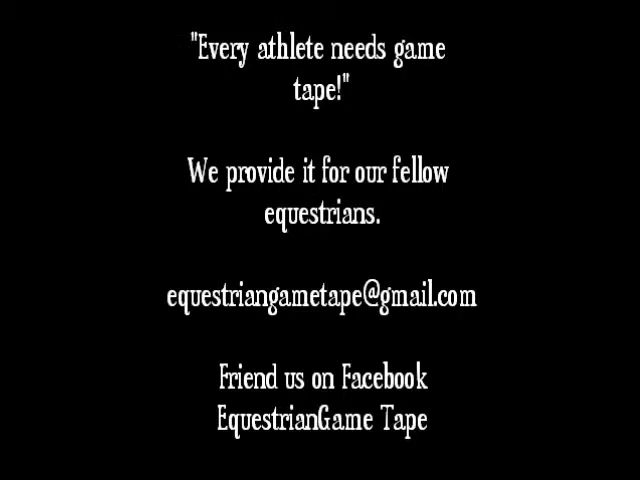 "Every athlete needs game
tape!"
We provide it for our fellow
equestrians.
equestriangametape@gmail.com
Friend us on Facebook
EquestrianGame Tape